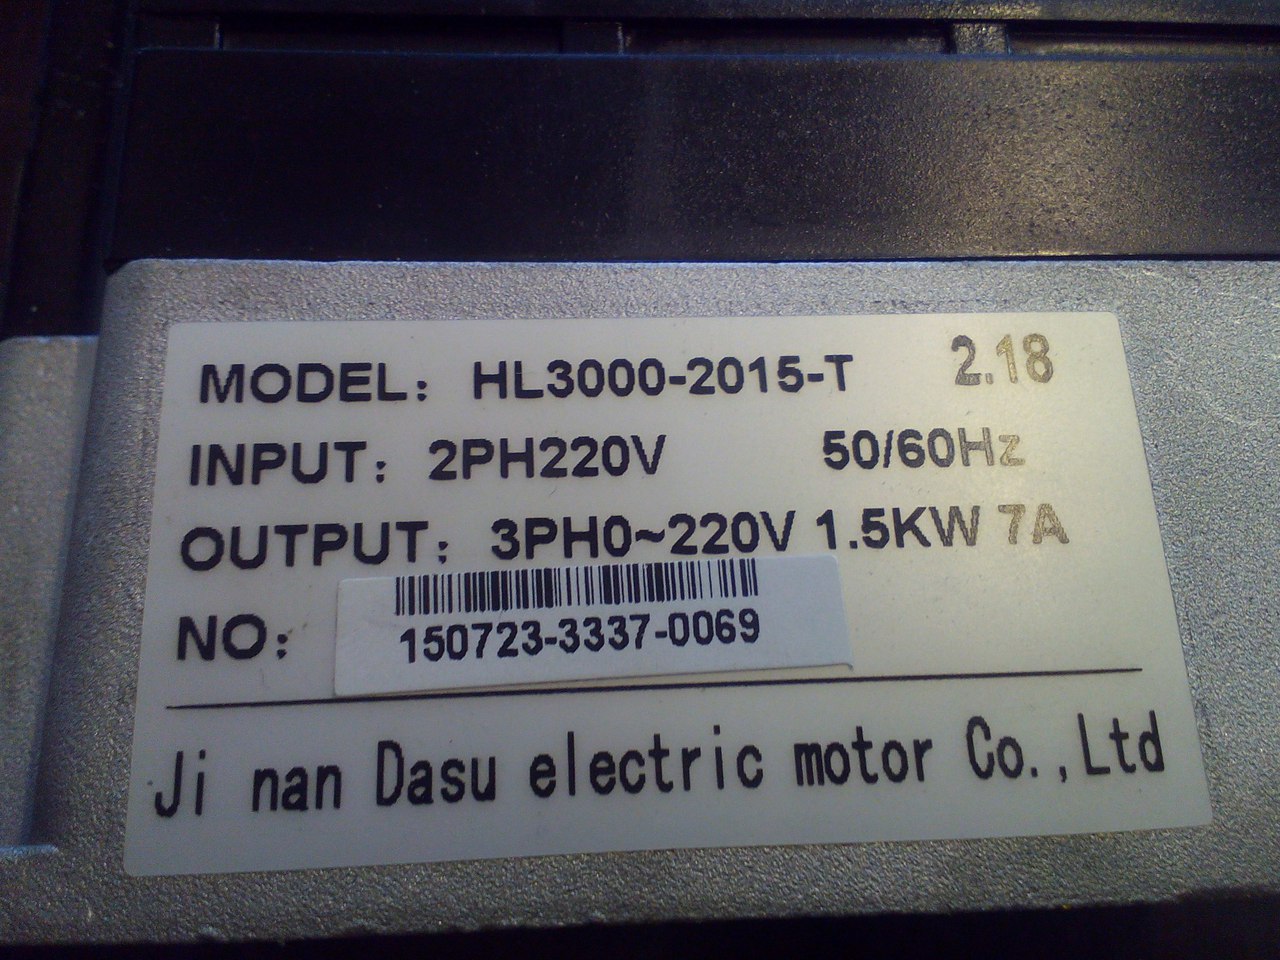 MODEL: HL3000-2015-T 2.18
INPUT: 2PH220V 50/60Hz
OUTPUT: 3PH0~220V 1.5KW 7A
NO: 150723-3337-0069
Ji nan Dasu electric motor Co.,Ltd